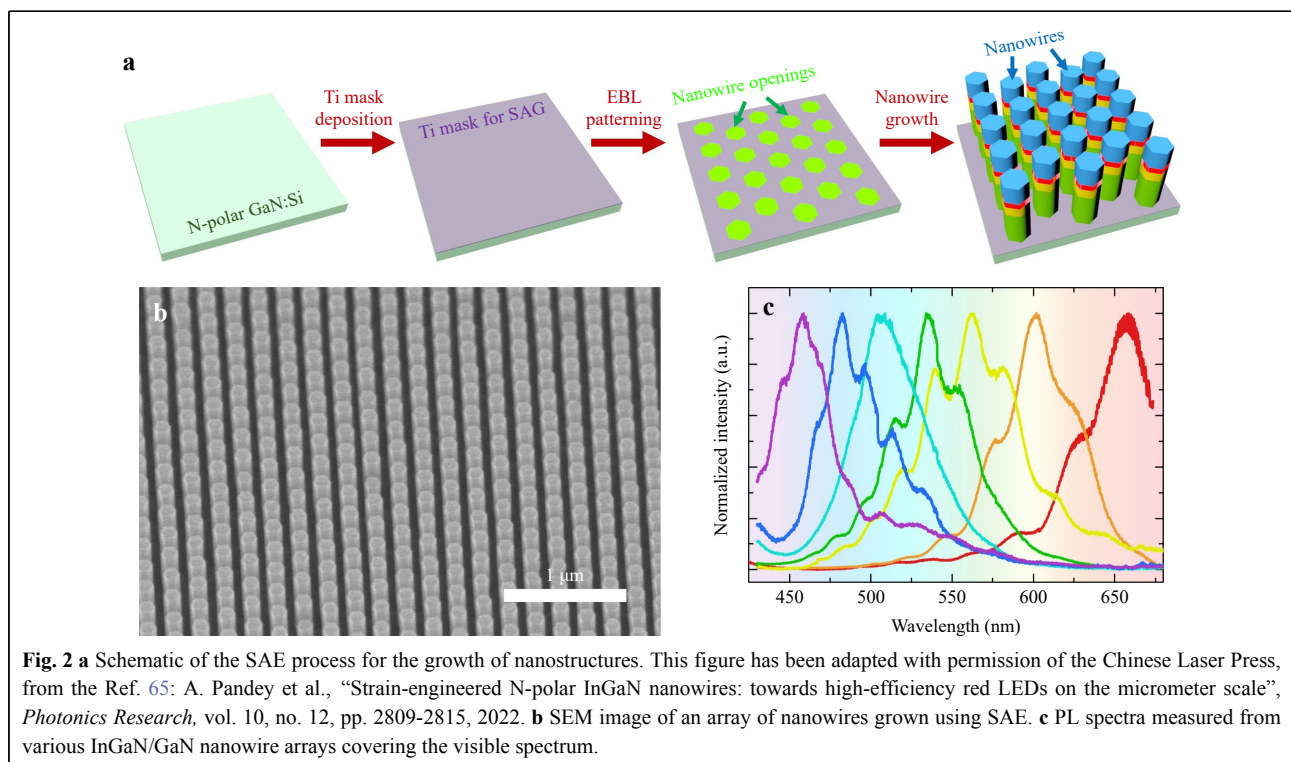 a
Ti mask
deposition
EBL
patterning
Nanowire
growth
Nanowires
Nanowire openings
Ti mask for SAG
N-polar GaN:Si
b
1 μm
c
Normalized intensity (a.u.)
450 500 550 600 650
Wavelength (nm)
Fig. 2 a Schematic of the SAE process for the growth of nanostructures. This figure has been adapted with permission of the Chinese Laser Press,
from the Ref. 65: A. Pandey et al., “Strain-engineered N-polar InGaN nanowires: towards high-efficiency red LEDs on the micrometer scale”,
Photonics Research, vol. 10, no. 12, pp. 2809-2815, 2022. b SEM image of an array of nanowires grown using SAE. c PL spectra measured from
various InGaN/GaN nanowire arrays covering the visible spectrum.